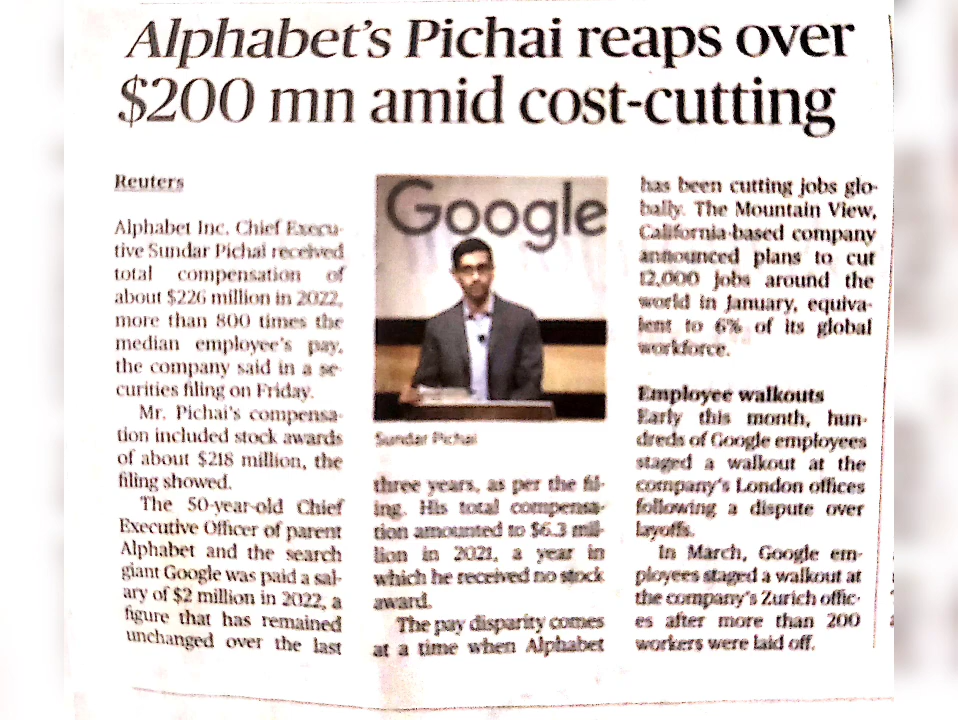 Alphabet's Pichai reaps over
$200 mn amid cost-cutting
Reuters
Alphabet Inc. Chief Execu-
tive Sundar Pichai received
total compensation of
about $226 million in 2022,
more than 800 times the
median employee's pay,
the company said in a se-
curities filing on Friday.
Mr. Pichai's compensa-
tion included stock awards
of about $218 million, the
filing showed.
The 50-year-old Chief
Executive Officer of parent
Alphabet and the search
giant Google was paid a sal-
ary of $2 million in 2022, a
figure that has remained
unchanged over the last
Google
Sundar Pichai
three years, as per the fil-
ing. His total compensa-
tion amounted to $6.3 mil-
lion in 2021, a year in
which he received no stock
award.
The pay disparity comes
at a time when Alphabet
has been cutting jobs glo-
bally. The Mountain View,
California-based company
announced plans to cut
12,000 jobs around the
world in January, equiva-
lent to 6% of its global
workforce.
Employee walkouts
Early this month, hun-
dreds of Google employees
staged a walkout at the
company's London offices
following a dispute over
layoffs.
In March, Google em-
ployees staged a walkout at
the company's Zurich offic-
es after more than 200
workers were laid off.